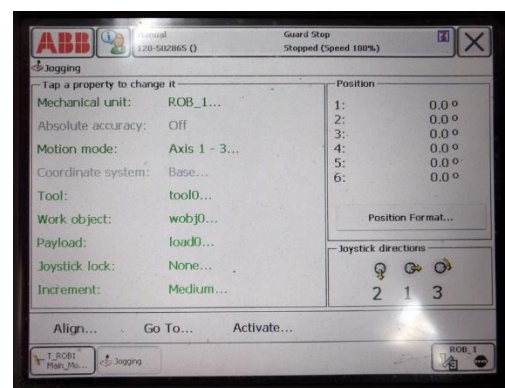 ABB
Manual
120-502865 ()
Guard Stop
Stopped (Speed 100%)
Jogging
Tap a property to change it
Mechanical unit: ROB_1...
Absolute accuracy: Off
Motion mode: Axis 1 - 3...
Coordinate system: Base...
Tool: tool0...
Work object: wobj0...
Payload: load0...
Joystick lock: None...
Increment: Medium...
Position
1: 0.0 º
2: 0.0 º
3: 0.0 º
4: 0.0 º
5: 0.0 º
6: 0.0 º
Position Format...
Joystick directions
2 1 3
Align... Go To... Activate...
T_ROB1
Main_Mo...
Jogging
ROB_1